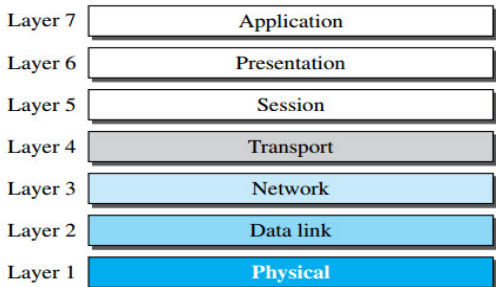 Layer 7 Application
Layer 6 Presentation
Layer 5 Session
Layer 4 Transport
Layer 3 Network
Layer 2 Data link
Layer 1 Physical